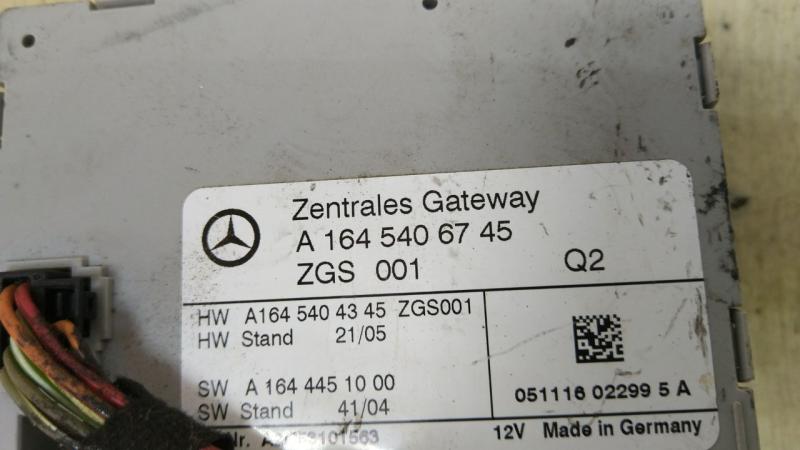 Zentrales Gateway
A 164 540 67 45
ZGS 001 Q2
HW A164 540 43 45 ZGS001
HW Stand 21/05
SW A 164 445 10 00
SW Stand 41/04
051116 02299 5 A
12V Made in Germany